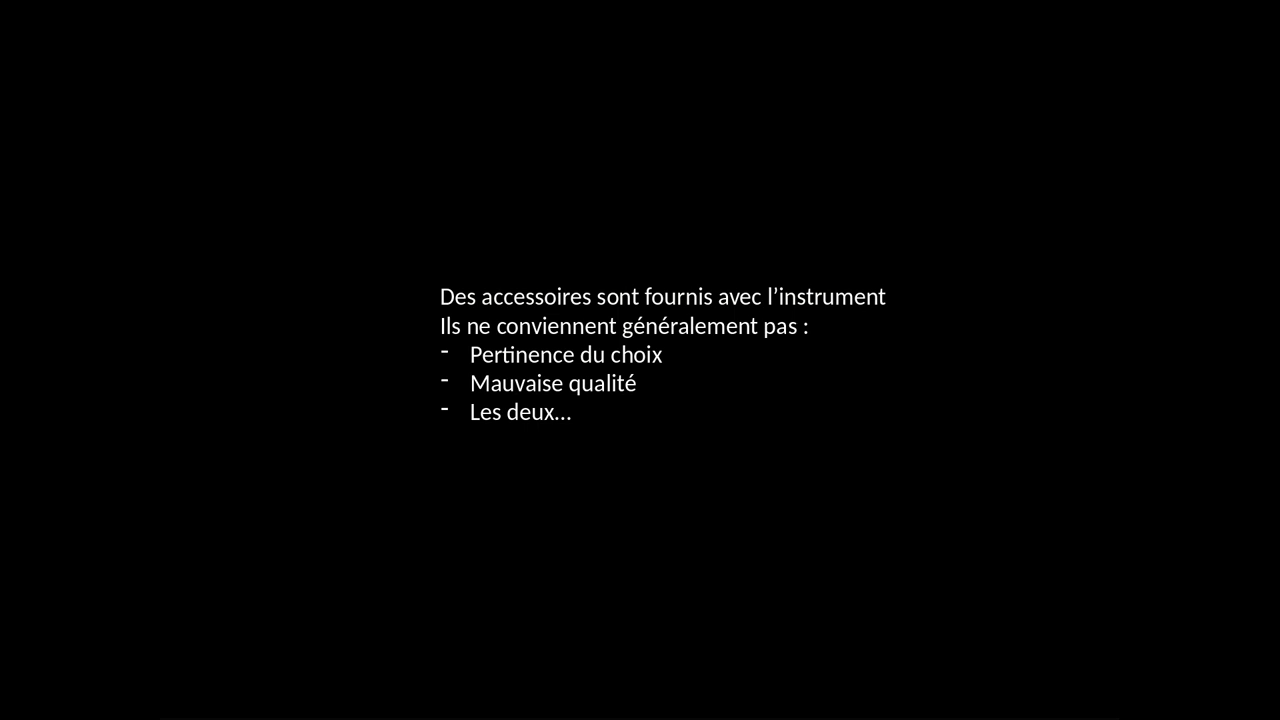 Des accessoires sont fournis avec l’instrument
Ils ne conviennent généralement pas :
- Pertinence du choix
- Mauvaise qualité
- Les deux…